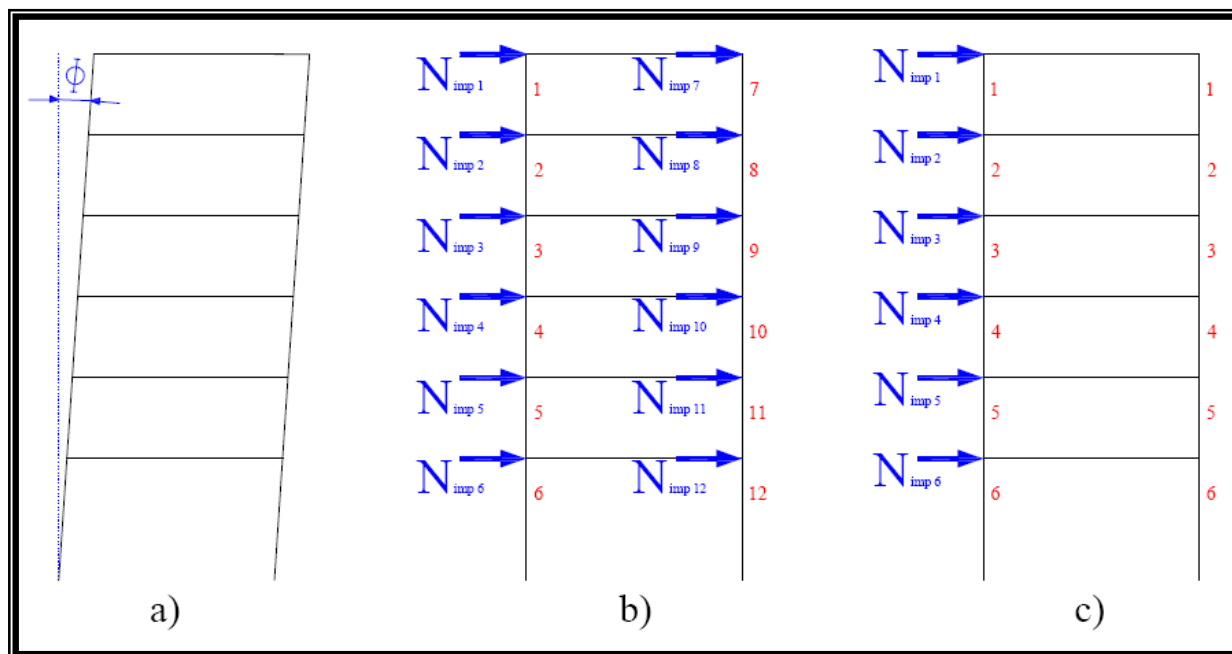 Φ
N imp 1
N imp 7
N imp 1
1
7
1
1
N imp 2
N imp 8
N imp 2
2
8
2
2
N imp 3
N imp 9
N imp 3
3
9
3
3
N imp 4
N imp 10
N imp 4
4
10
4
4
N imp 5
N imp 11
N imp 5
5
11
5
5
N imp 6
N imp 12
N imp 6
6
12
6
6
a)
b)
c)